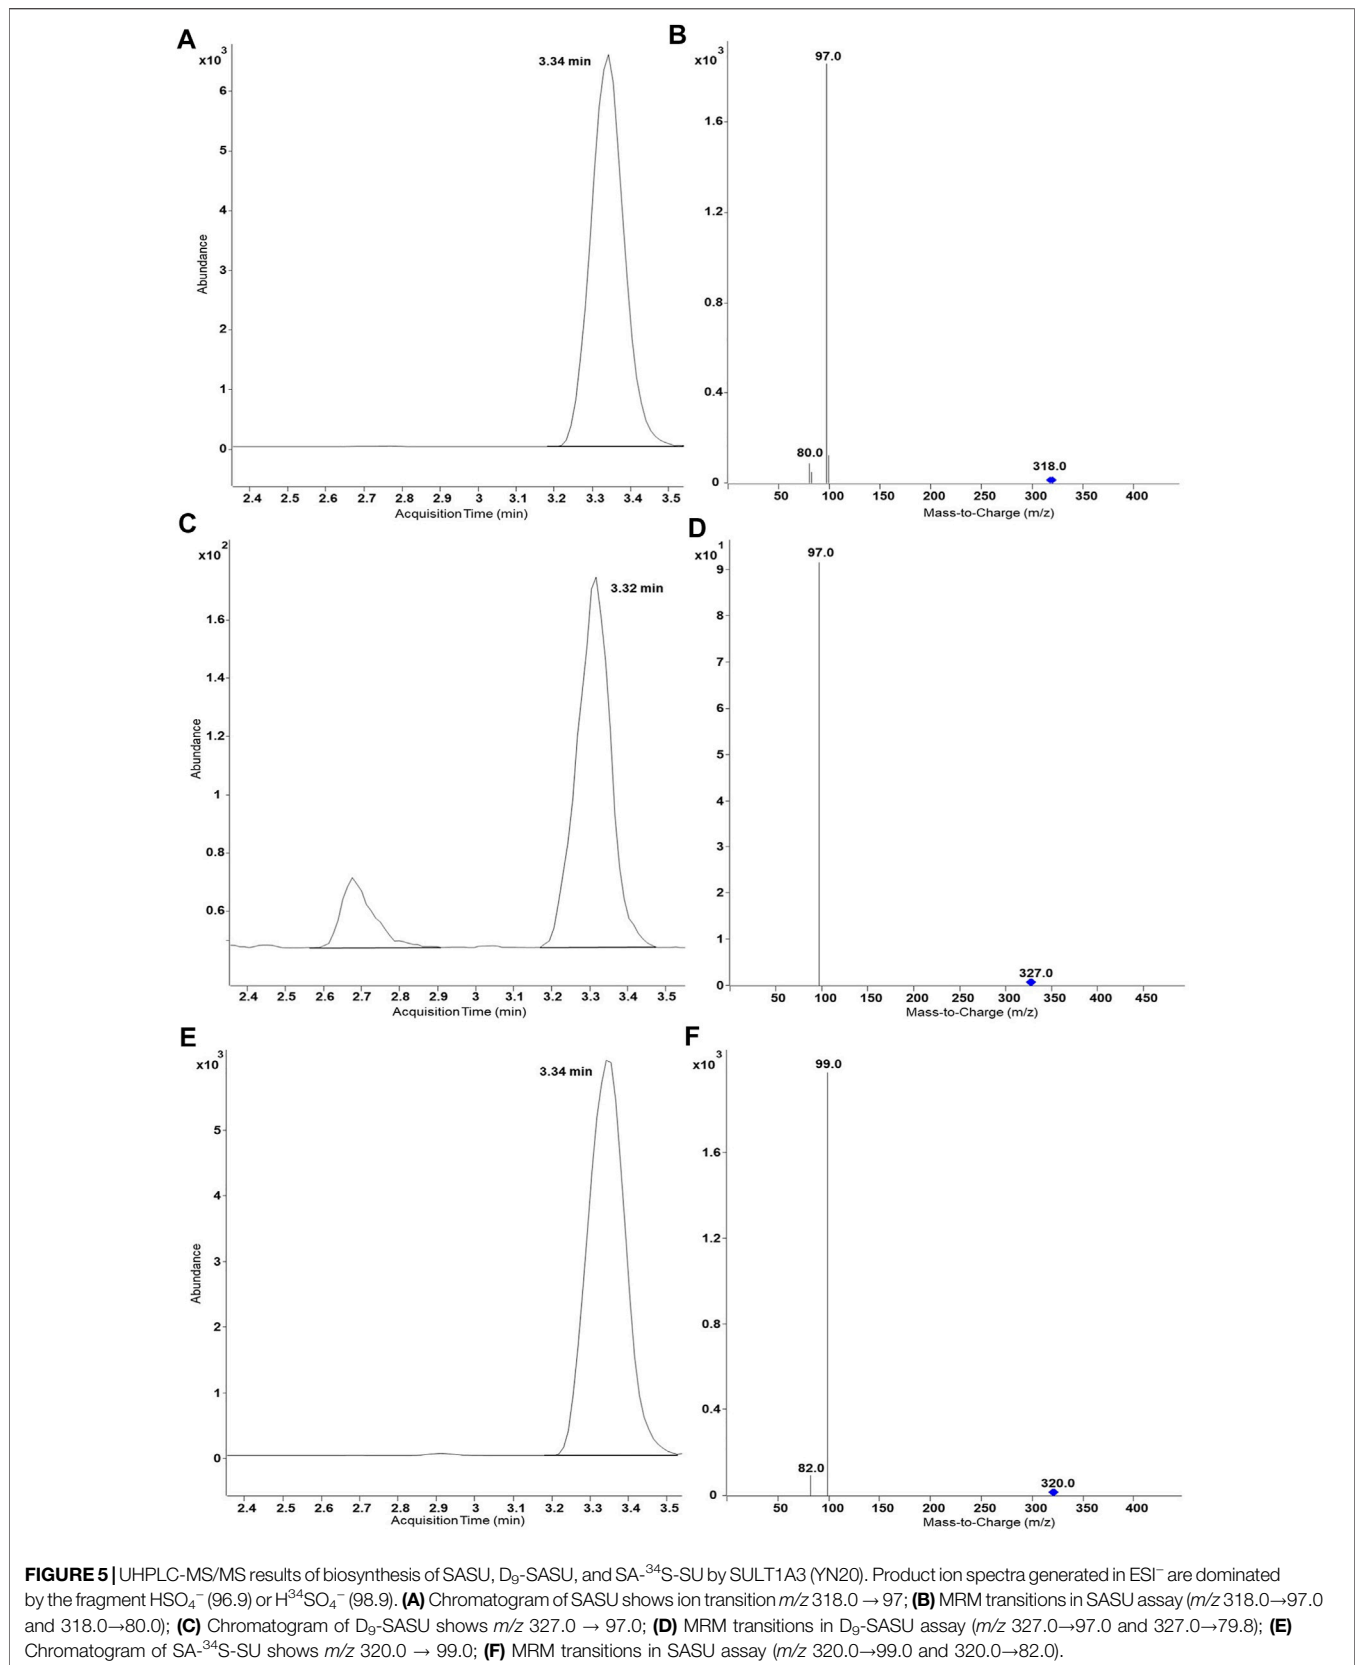 A
x10 3
3.34 min
6
5
4
3
2
1
0
Abundance
2.4 2.5 2.6 2.7 2.8 2.9 3 3.1 3.2 3.3 3.4 3.5
Acquisition Time (min)
B
x10 3
97.0
1.6
1.2
0.8
0.4
0
80.0
318.0
50 100 150 200 250 300 350 400
Mass-to-Charge (m/z)
C
x10 2
3.32 min
1.6
1.4
1.2
1
0.8
0.6
Abundance
2.4 2.5 2.6 2.7 2.8 2.9 3 3.1 3.2 3.3 3.4 3.5
Acquisition Time (min)
D
x10 1
97.0
9
8
7
6
5
4
3
2
1
0
327.0
50 100 150 200 250 300 350 400 450
Mass-to-Charge (m/z)
E
x10 3
3.34 min
5
4
3
2
1
0
Abundance
2.4 2.5 2.6 2.7 2.8 2.9 3 3.1 3.2 3.3 3.4 3.5
Acquisition Time (min)
F
x10 3
99.0
1.6
1.2
0.8
0.4
0
82.0
320.0
50 100 150 200 250 300 350 400
Mass-to-Charge (m/z)
FIGURE 5 | UHPLC-MS/MS results of biosynthesis of SASU, D₉-SASU, and SA-³⁴S-SU by SULT1A3 (YN20). Product ion spectra generated in ESI⁻ are dominated
by the fragment HSO₄⁻ (96.9) or H³⁴SO₄⁻ (98.9). (A) Chromatogram of SASU shows ion transition m/z 318.0 → 97; (B) MRM transitions in SASU assay (m/z 318.0→97.0
and 318.0→80.0); (C) Chromatogram of D₉-SASU shows m/z 327.0 → 97.0; (D) MRM transitions in D₉-SASU assay (m/z 327.0→97.0 and 327.0→79.8); (E)
Chromatogram of SA-³⁴S-SU shows m/z 320.0 → 99.0; (F) MRM transitions in SASU assay (m/z 320.0→99.0 and 320.0→82.0).